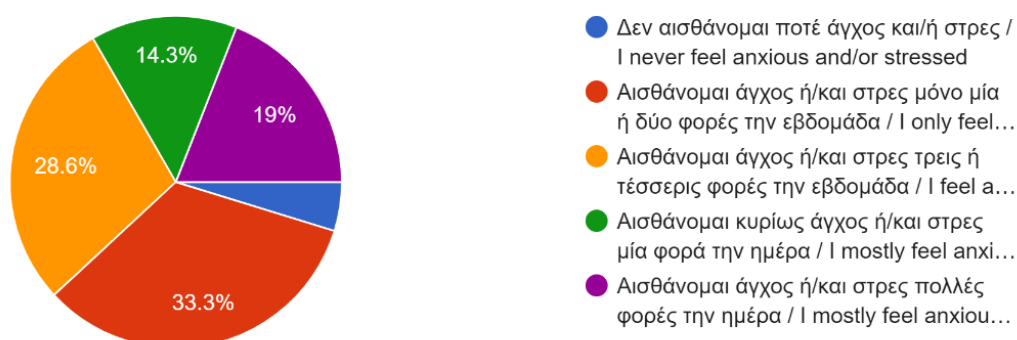 14.3%
19%
28.6%
33.3%
Δεν αισθάνομαι ποτέ άγχος και/ή στρες /
I never feel anxious and/or stressed
Αισθάνομαι άγχος ή/και στρες μόνο μία
ή δύο φορές την εβδομάδα / I only feel…
Αισθάνομαι άγχος ή/και στρες τρεις ή
τέσσερις φορές την εβδομάδα / I feel a…
Αισθάνομαι κυρίως άγχος ή/και στρες
μία φορά την ημέρα / I mostly feel anxi…
Αισθάνομαι άγχος ή/και στρες πολλές
φορές την ημέρα / I mostly feel anxiou…